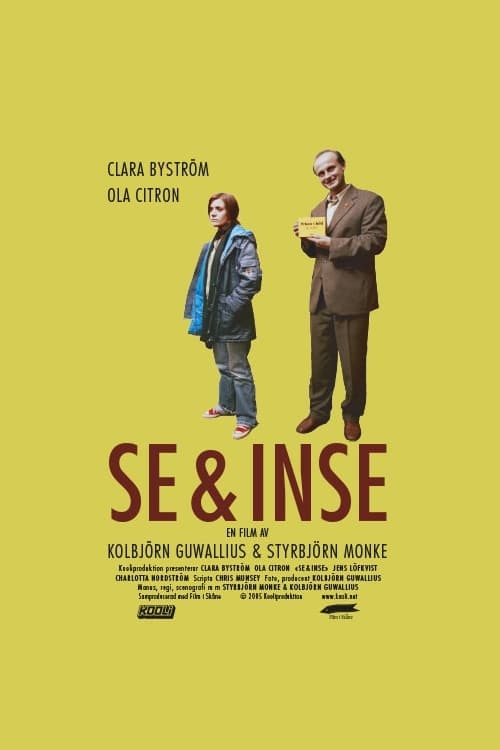 CLARA BYSTRÖM
OLA CITRON
SE & INSE
EN FILM AV
KOLBJÖRN GUWALLIUS & STYRBJÖRN MONKE
Kooliproduktion presenterar CLARA BYSTRÖM OLA CITRON «SE&INSE» JENS LÖFKVIST
CHARLOTTA NORDSTRÖM Scripta CHRIS MUNSEY Foto, producent KOLBJÖRN GUWALLIUS
Manus, regi, scenografi m m STYRBJÖRN MONKE & KOLBJÖRN GUWALLIUS
Samproducerad med Film i Skåne © 2005 Kooliproduktion www.kooli.net
KOOLI
Film i Skåne